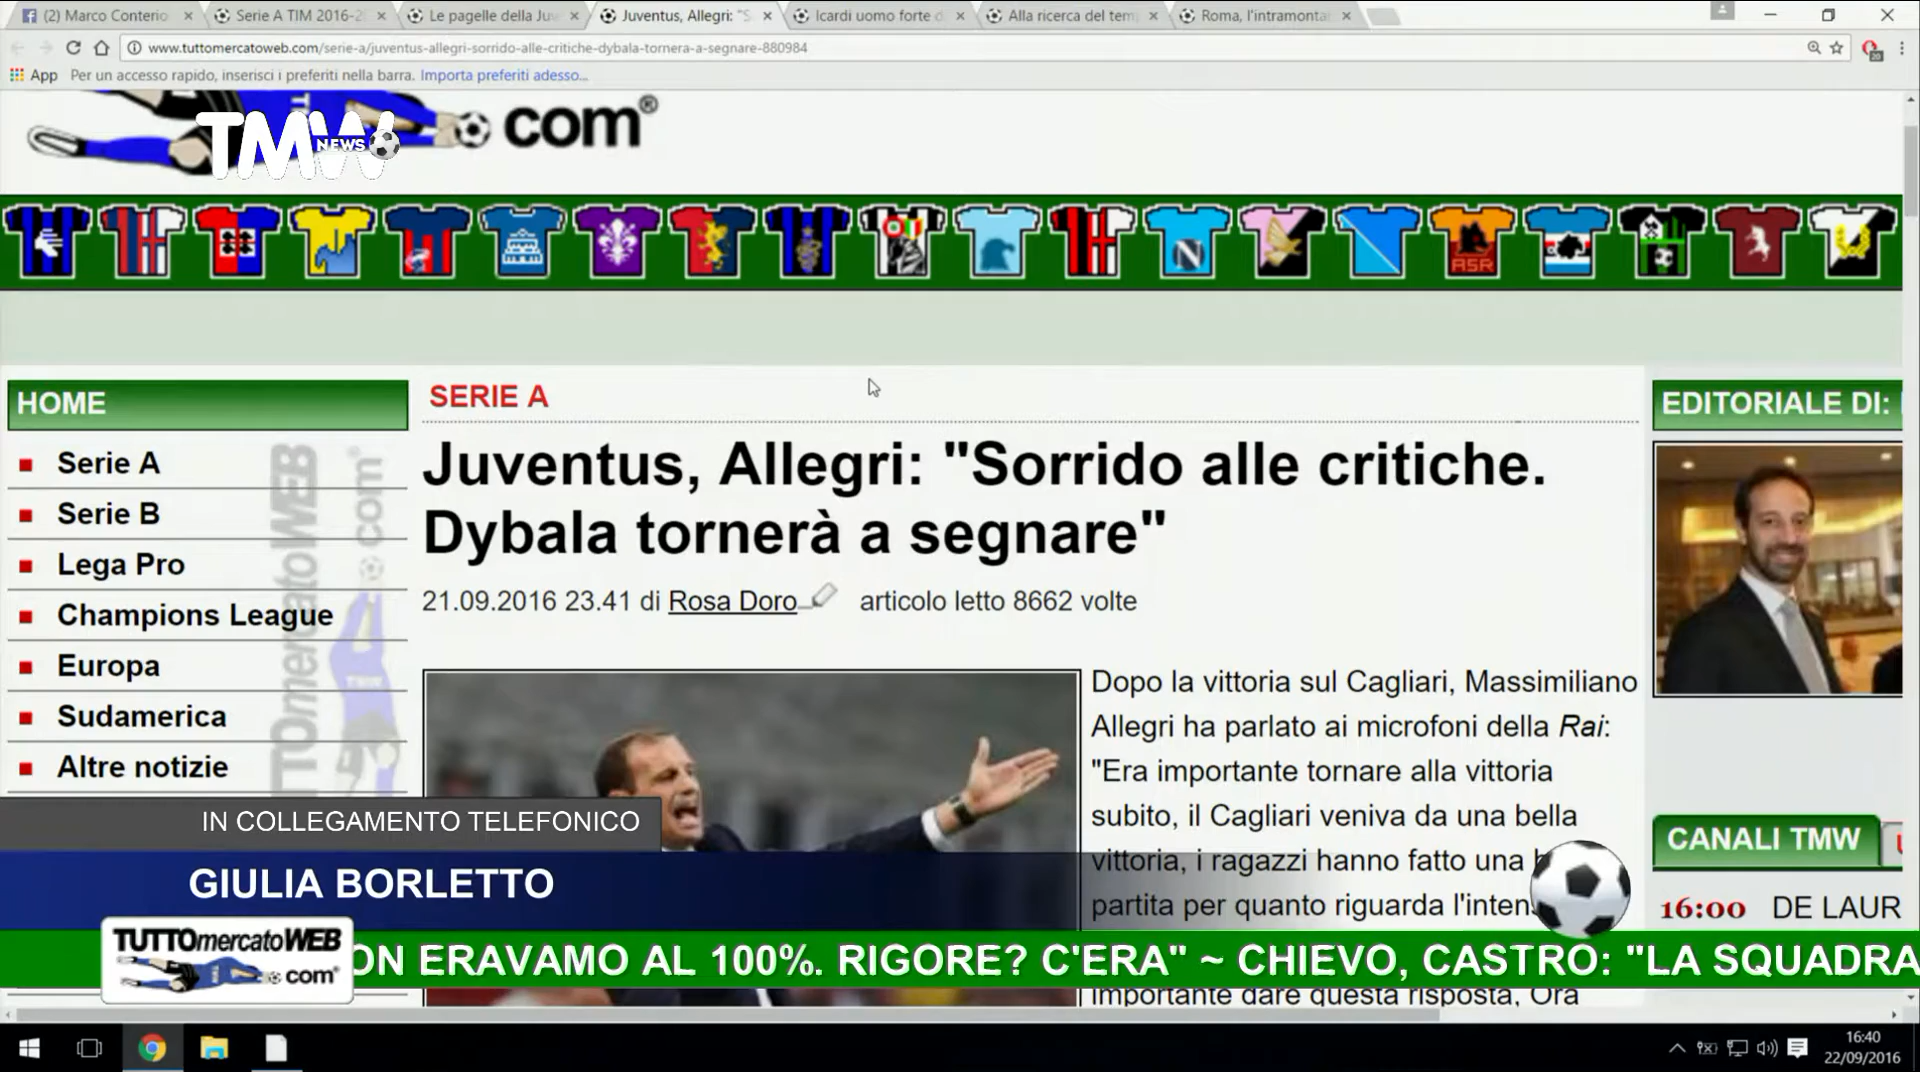 (2) Marco Conterio
Serie A TIM 2016-2
Le pagelle della Juv
Juventus, Allegri: "S
Icardi uomo forte d
Alla ricerca del tem
Roma, l'intramonta
www.tuttomercatoweb.com/serie-a/juventus-allegri-sorrido-alle-critiche-dybala-tornera-a-segnare-880984
App Per un accesso rapido, inserisci i preferiti nella barra. Importa preferiti adesso...
com®
TMW
NEWS
ASR
HOME
Serie A
Serie B
Lega Pro
Champions League
Europa
Sudamerica
Altre notizie
TUTTOmercatoWEB
com®
TMW
SERIE A
Juventus, Allegri: "Sorrido alle critiche.
Dybala tornerà a segnare"
21.09.2016 23.41 di Rosa Doro articolo letto 8662 volte
Dopo la vittoria sul Cagliari, Massimiliano
Allegri ha parlato ai microfoni della Rai:
"Era importante tornare alla vittoria
subito, il Cagliari veniva da una bella
vittoria, i ragazzi hanno fatto una b
partita per quanto riguarda l'inten
importante dare questa risposta. Ora
EDITORIALE DI:
CANALI TMW
16:00 DE LAUR
IN COLLEGAMENTO TELEFONICO
GIULIA BORLETTO
TUTTOmercatoWEB
com®
ON ERAVAMO AL 100%. RIGORE? C'ERA" ~ CHIEVO, CASTRO: "LA SQUADRA
16:40
22/09/2016